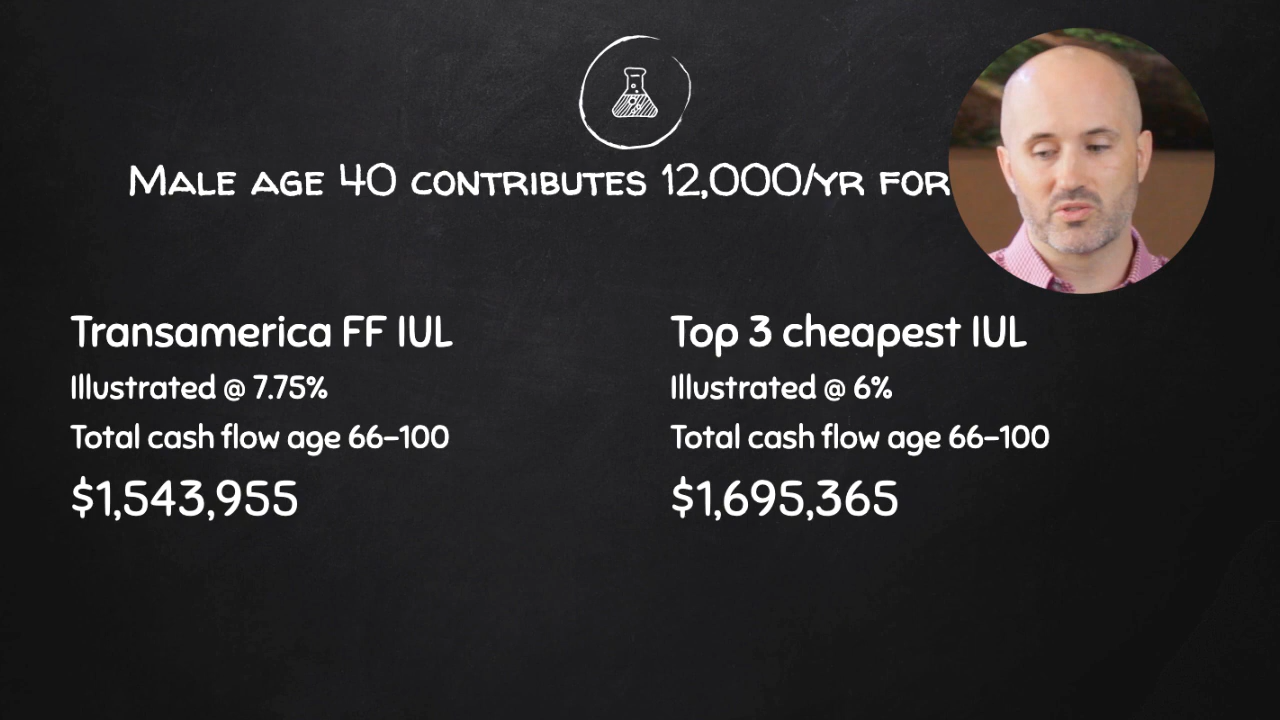 Male age 40 contributes 12,000/yr for
Transamerica FF IUL
Illustrated @ 7.75%
Total cash flow age 66-100
$1,543,955
Top 3 cheapest IUL
Illustrated @ 6%
Total cash flow age 66-100
$1,695,365